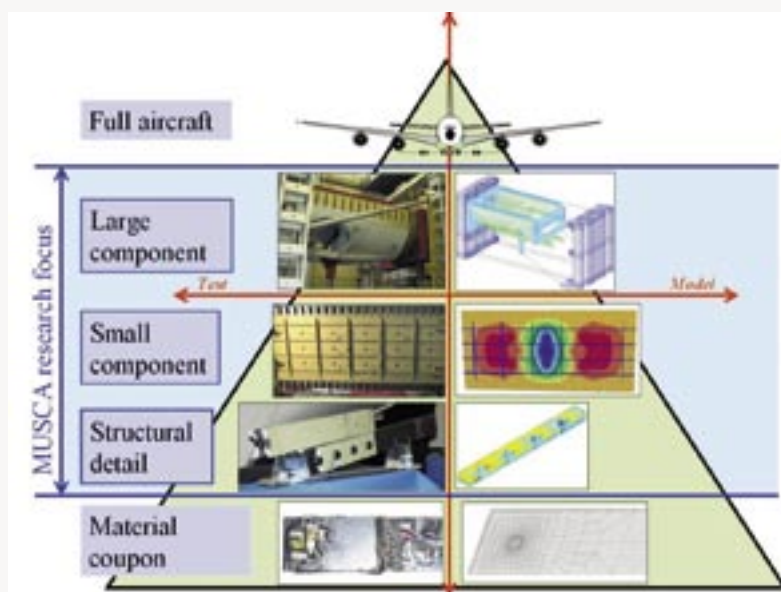 Full aircraft
Large
component
Test
Model
Small
component
Structural
detail
Material
coupon
MUSCA research focus